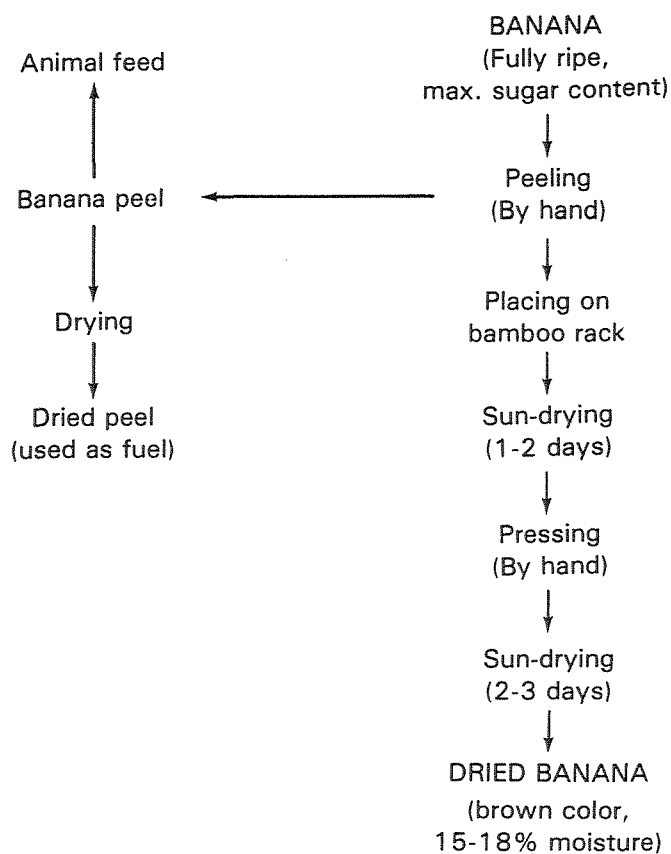 BANANA
(Fully ripe,
max. sugar content)
Peeling
(By hand)
Placing on
bamboo rack
Sun-drying
(1-2 days)
Pressing
(By hand)
Sun-drying
(2-3 days)
DRIED BANANA
(brown color,
15-18% moisture)
Animal feed
Banana peel
Drying
Dried peel
(used as fuel)